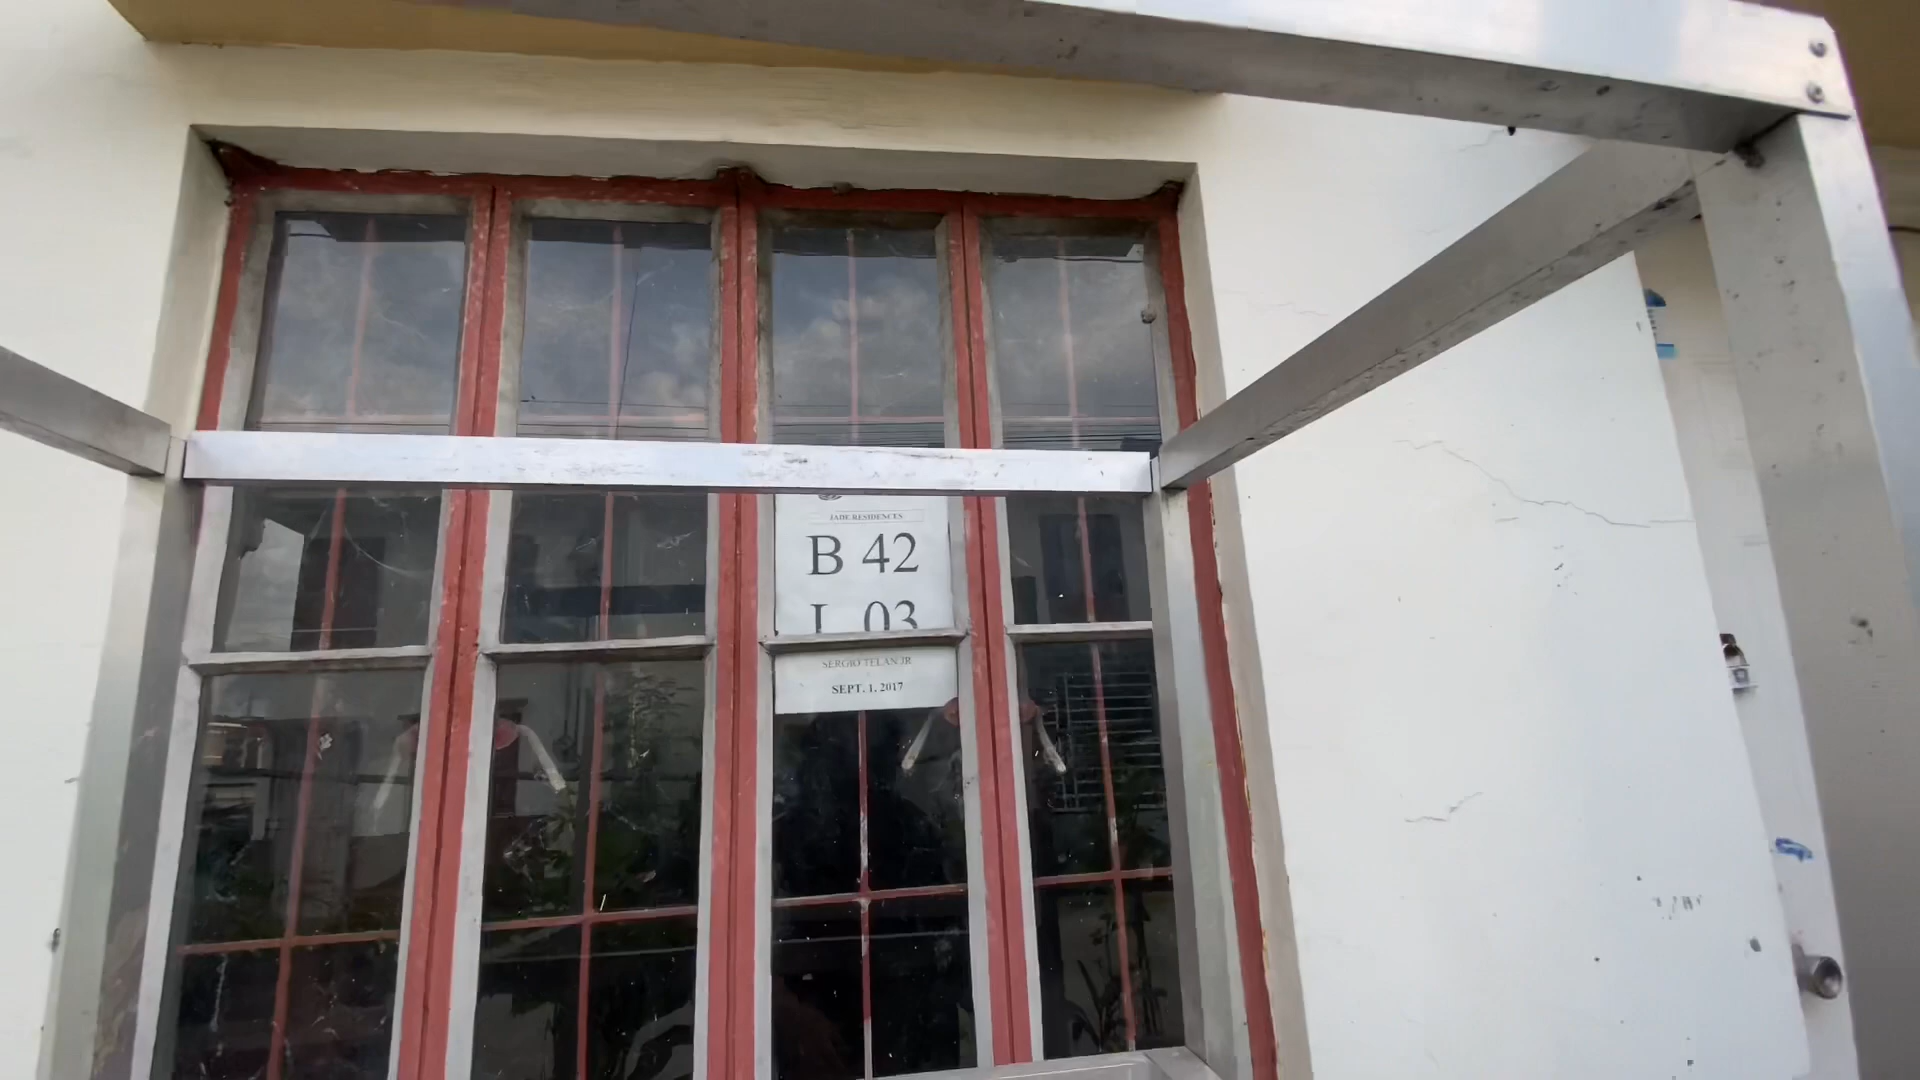 JADE RESIDENCES
B 42
L 03
SERGIO TELAN JR
SEPT. 1. 2017